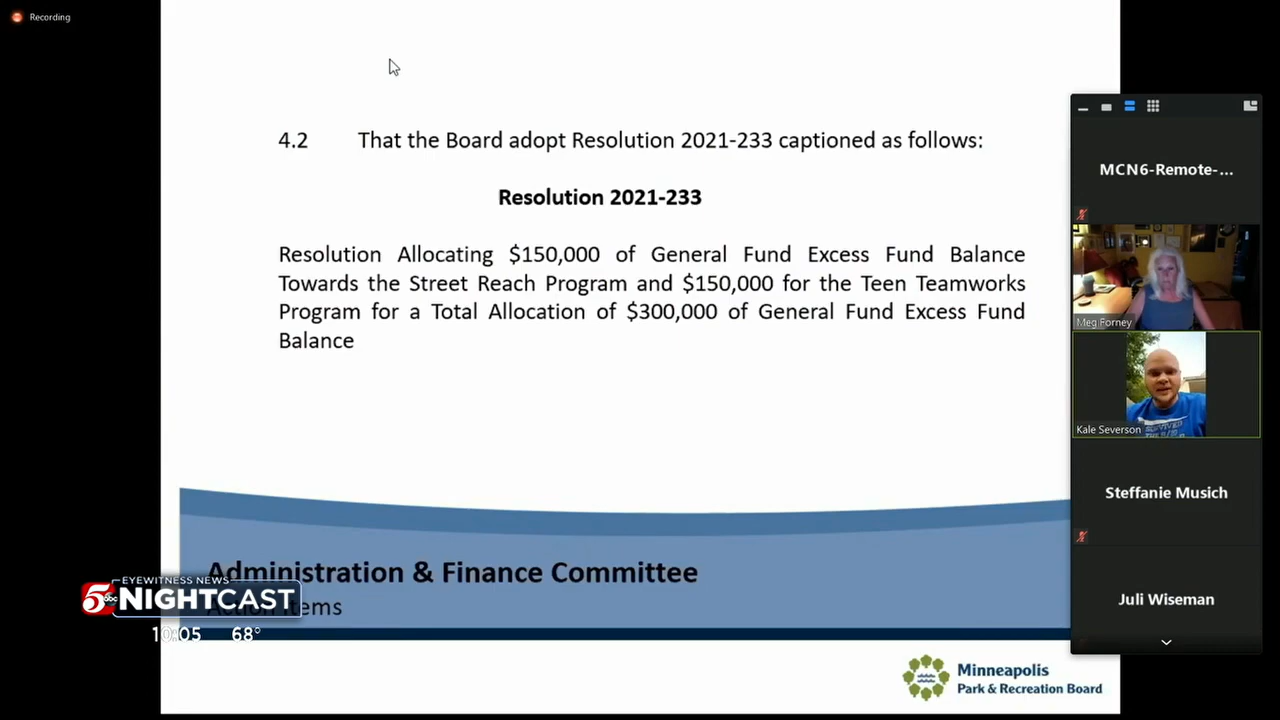 Recording
4.2 That the Board adopt Resolution 2021-233 captioned as follows:
Resolution 2021-233
Resolution Allocating $150,000 of General Fund Excess Fund Balance
Towards the Street Reach Program and $150,000 for the Teen Teamworks
Program for a Total Allocation of $300,000 of General Fund Excess Fund
Balance
MCN6-Remote-...
Meg Forney
Kale Severson
Steffanie Musich
Juli Wiseman
Administration & Finance Committee
Action Items
5 abc
EYEWITNESS NEWS
NIGHTCAST
10:05 68°
Minneapolis
Park & Recreation Board